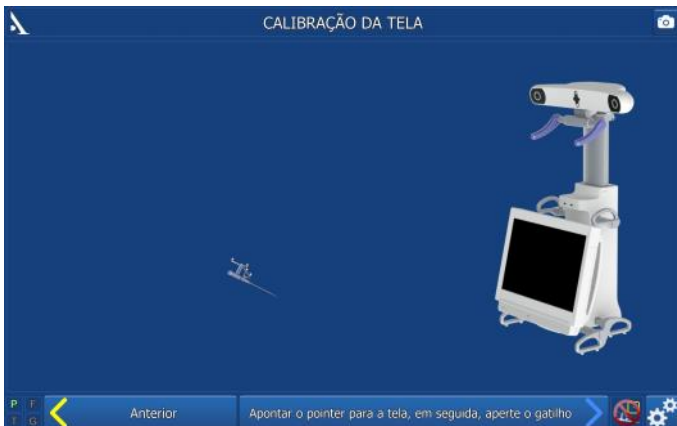 CALIBRAÇÃO DA TELA
P F
T G
Anterior
Apontar o pointer para a tela, em seguida, aperte o gatilho